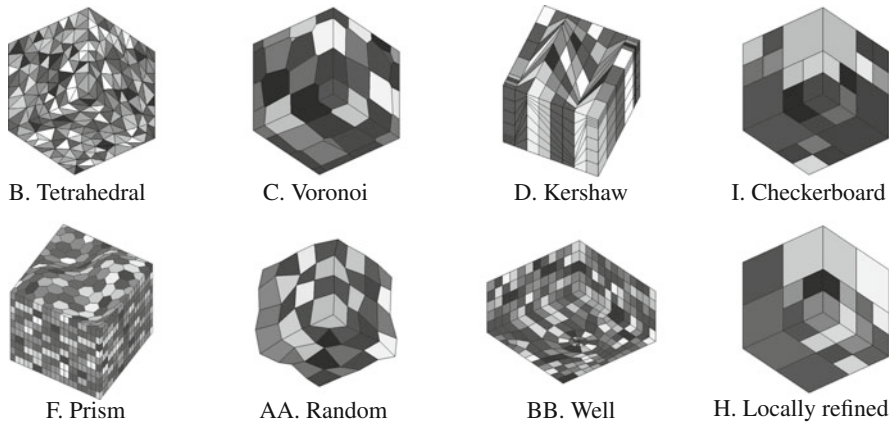 B. Tetrahedral
C. Voronoi
D. Kershaw
I. Checkerboard
F. Prism
AA. Random
BB. Well
H. Locally refined